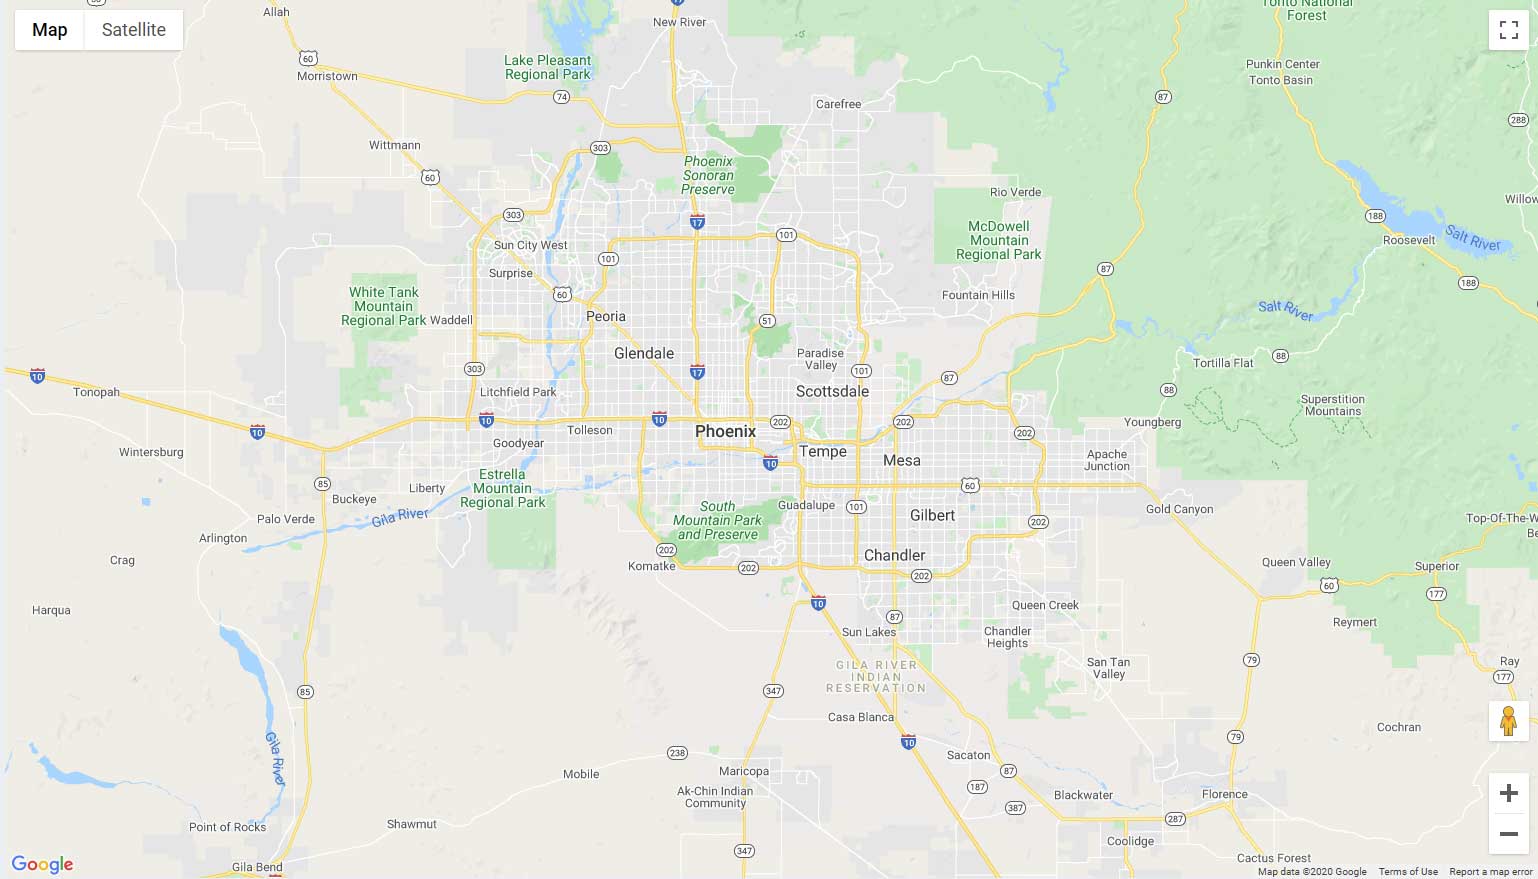 Map
Satellite
Allah
17
New River
Tonto National
Forest
60
Morristown
Lake Pleasant
Regional Park
Punkin Center
Tonto Basin
74
Carefree
87
288
Wittmann
303
60
Phoenix
Sonoran
Preserve
Rio Verde
Willow
303
17
188
Salt River
Sun City West
101
McDowell
Mountain
Regional Park
Roosevelt
Surprise
101
87
188
White Tank
Mountain
Regional Park
60
Fountain Hills
Waddell
Peoria
51
Salt River
Glendale
Paradise
Valley
88
Tortilla Flat
10
303
17
101
87
88
Tonopah
Litchfield Park
Scottsdale
Superstition
Mountains
10
10
10
202
202
Youngberg
202
Tolleson
Phoenix
Goodyear
Wintersburg
Tempe
Mesa
Apache
Junction
10
Estrella
Mountain
Regional Park
85
Liberty
Buckeye
60
South
Mountain Park
and Preserve
Guadalupe
101
Gilbert
Gold Canyon
Palo Verde
Gila River
202
Top-Of-The-W
Be
Arlington
Crag
202
Chandler
Komatke
202
202
Queen Valley
Superior
60
177
Harqua
10
87
Queen Creek
Reymert
Sun Lakes
Chandler
Heights
GILA RIVER
INDIAN
RESERVATION
San Tan
Valley
79
Ray
177
85
347
Casa Blanca
Cochran
Gila River
10
79
238
Sacaton
Mobile
Maricopa
87
187
Ak-Chin Indian
Community
387
Blackwater
Florence
Point of Rocks
Shawmut
287
Coolidge
347
Cactus Forest
Gila Bend
Google
Map data ©2020 Google
Terms of Use
Report a map error